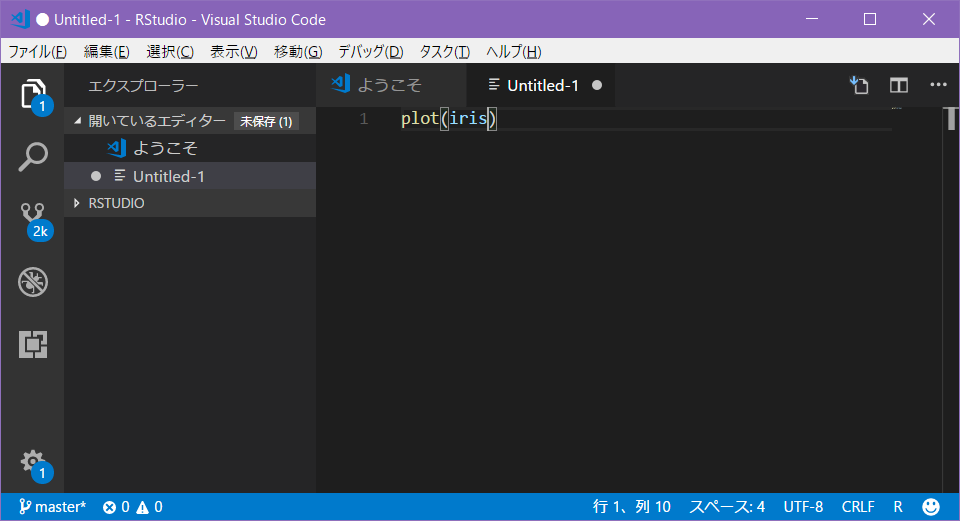 Untitled-1 - RStudio - Visual Studio Code
ファイル(F) 編集(E) 選択(C) 表示(V) 移動(G) デバッグ(D) タスク(T) ヘルプ(H)
エクスプローラー
開いているエディター 未保存 (1)
ようこそ
Untitled-1
RSTUDIO
1
2k
1
ようこそ Untitled-1
1 plot(iris)
master* 0 0 行 1、列 10 スペース: 4 UTF-8 CRLF R